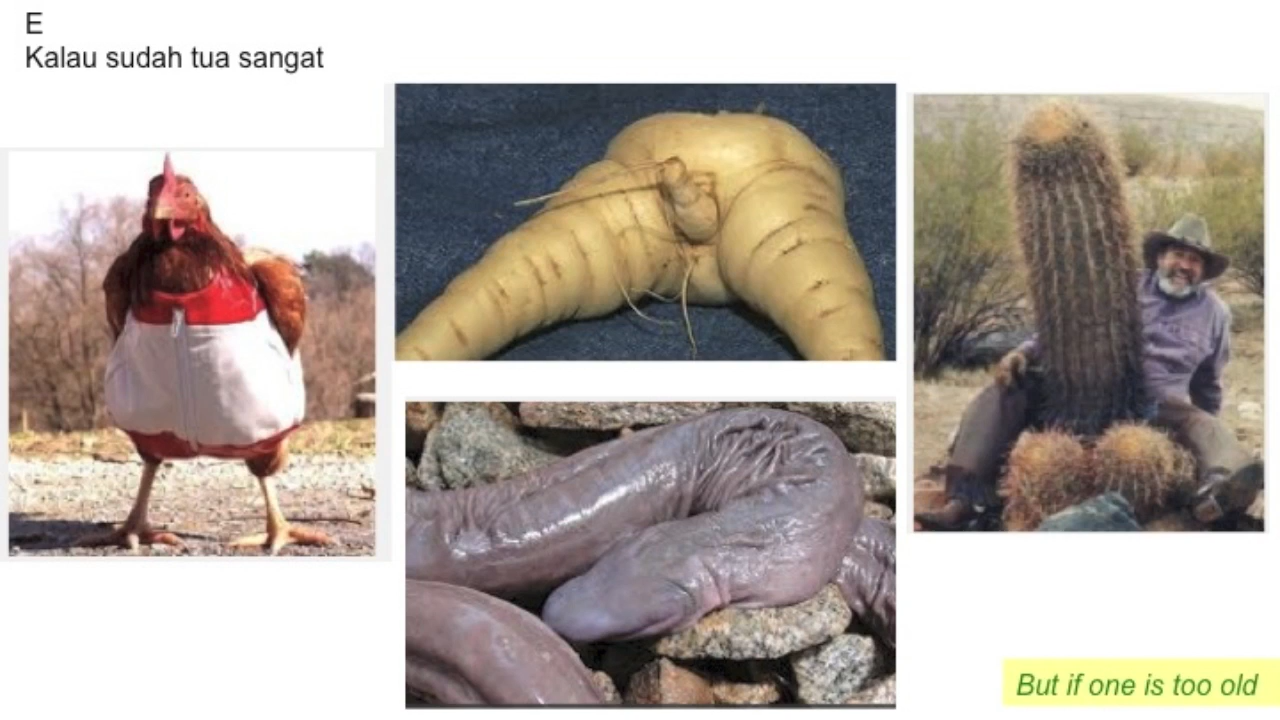 E
Kalau sudah tua sangat
But if one is too old